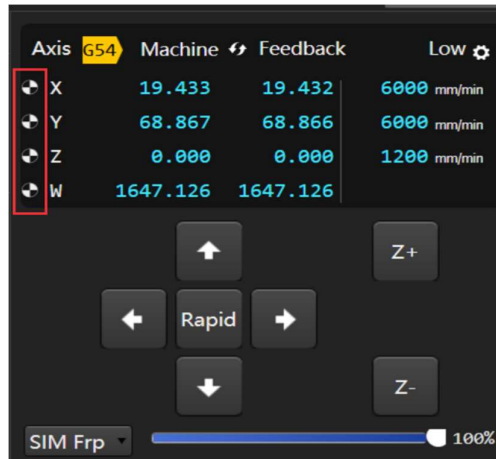 Axis G54 Machine Feedback Low
X 19.433 19.432 6000 mm/min
Y 68.867 68.866 6000 mm/min
Z 0.000 0.000 1200 mm/min
W 1647.126 1647.126
Z+
Rapid
Z-
SIM Frp 100%